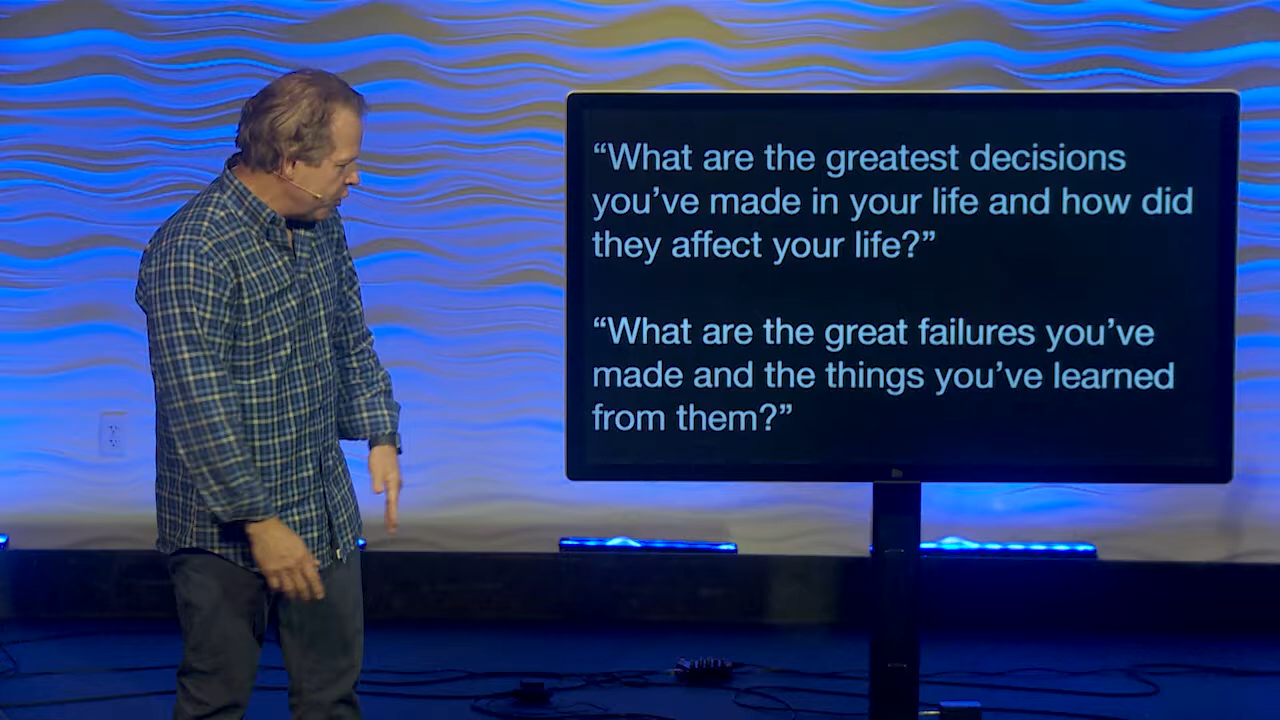 “What are the greatest decisions
you’ve made in your life and how did
they affect your life?”
“What are the great failures you’ve
made and the things you’ve learned
from them?”